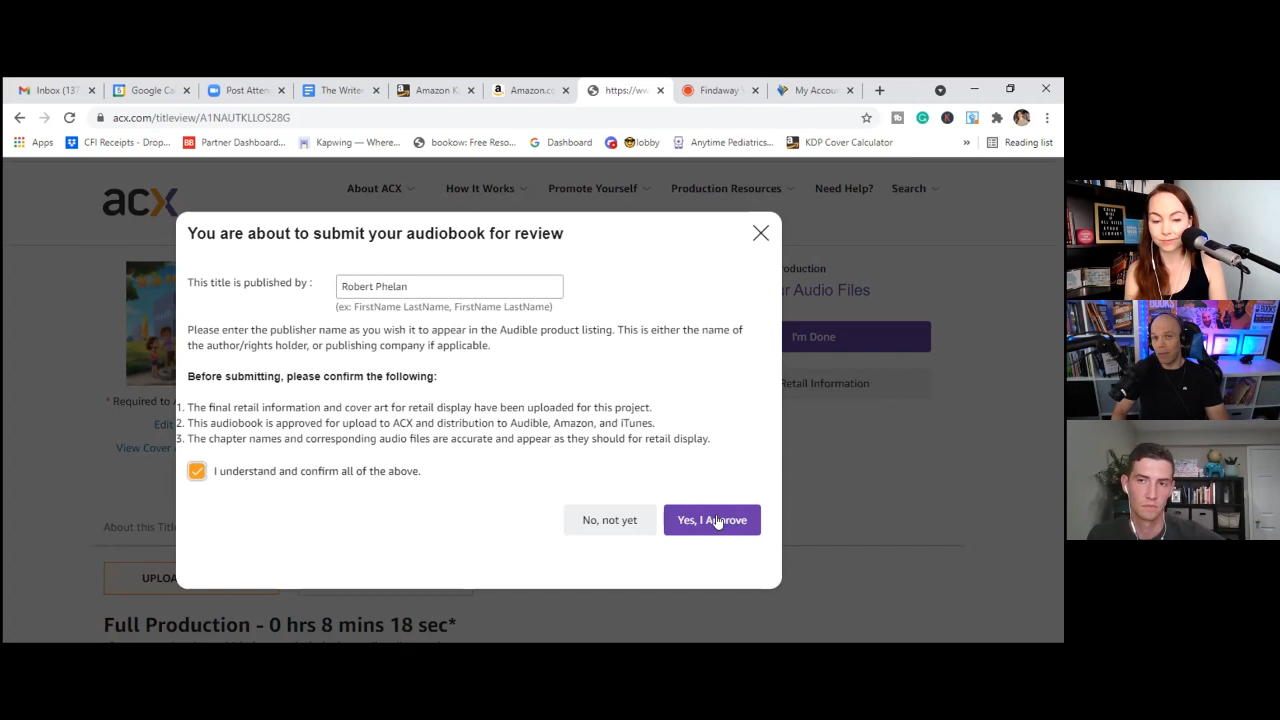 Inbox (137
Google Ca
Post Atten
The Writer
Amazon K
Amazon.co
https://ww
Findaway
My Accou
acx.com/titleview/A1NAUTKLLOS28G
Apps
CFI Receipts - Drop...
Partner Dashboard...
Kapwing — Where...
bookow: Free Reso...
Dashboard
lobby
Anytime Pediatrics...
KDP Cover Calculator
»
Reading list
acx
About ACX
How It Works
Promote Yourself
Production Resources
Need Help?
Search
You are about to submit your audiobook for review
This title is published by :
Robert Phelan
(ex: FirstName LastName, FirstName LastName)
Please enter the publisher name as you wish it to appear in the Audible product listing. This is either the name of
the author/rights holder, or publishing company if applicable.
Before submitting, please confirm the following:
1. The final retail information and cover art for retail display have been uploaded for this project.
2. This audiobook is approved for upload to ACX and distribution to Audible, Amazon, and iTunes.
3. The chapter names and corresponding audio files are accurate and appear as they should for retail display.
I understand and confirm all of the above.
No, not yet
Yes, I Approve
roduction
ur Audio Files
I'm Done
Retail Information
* Required to A
Edit
View Cover
About this Title
UPLOA
Full Production - 0 hrs 8 mins 18 sec*
BOOKS